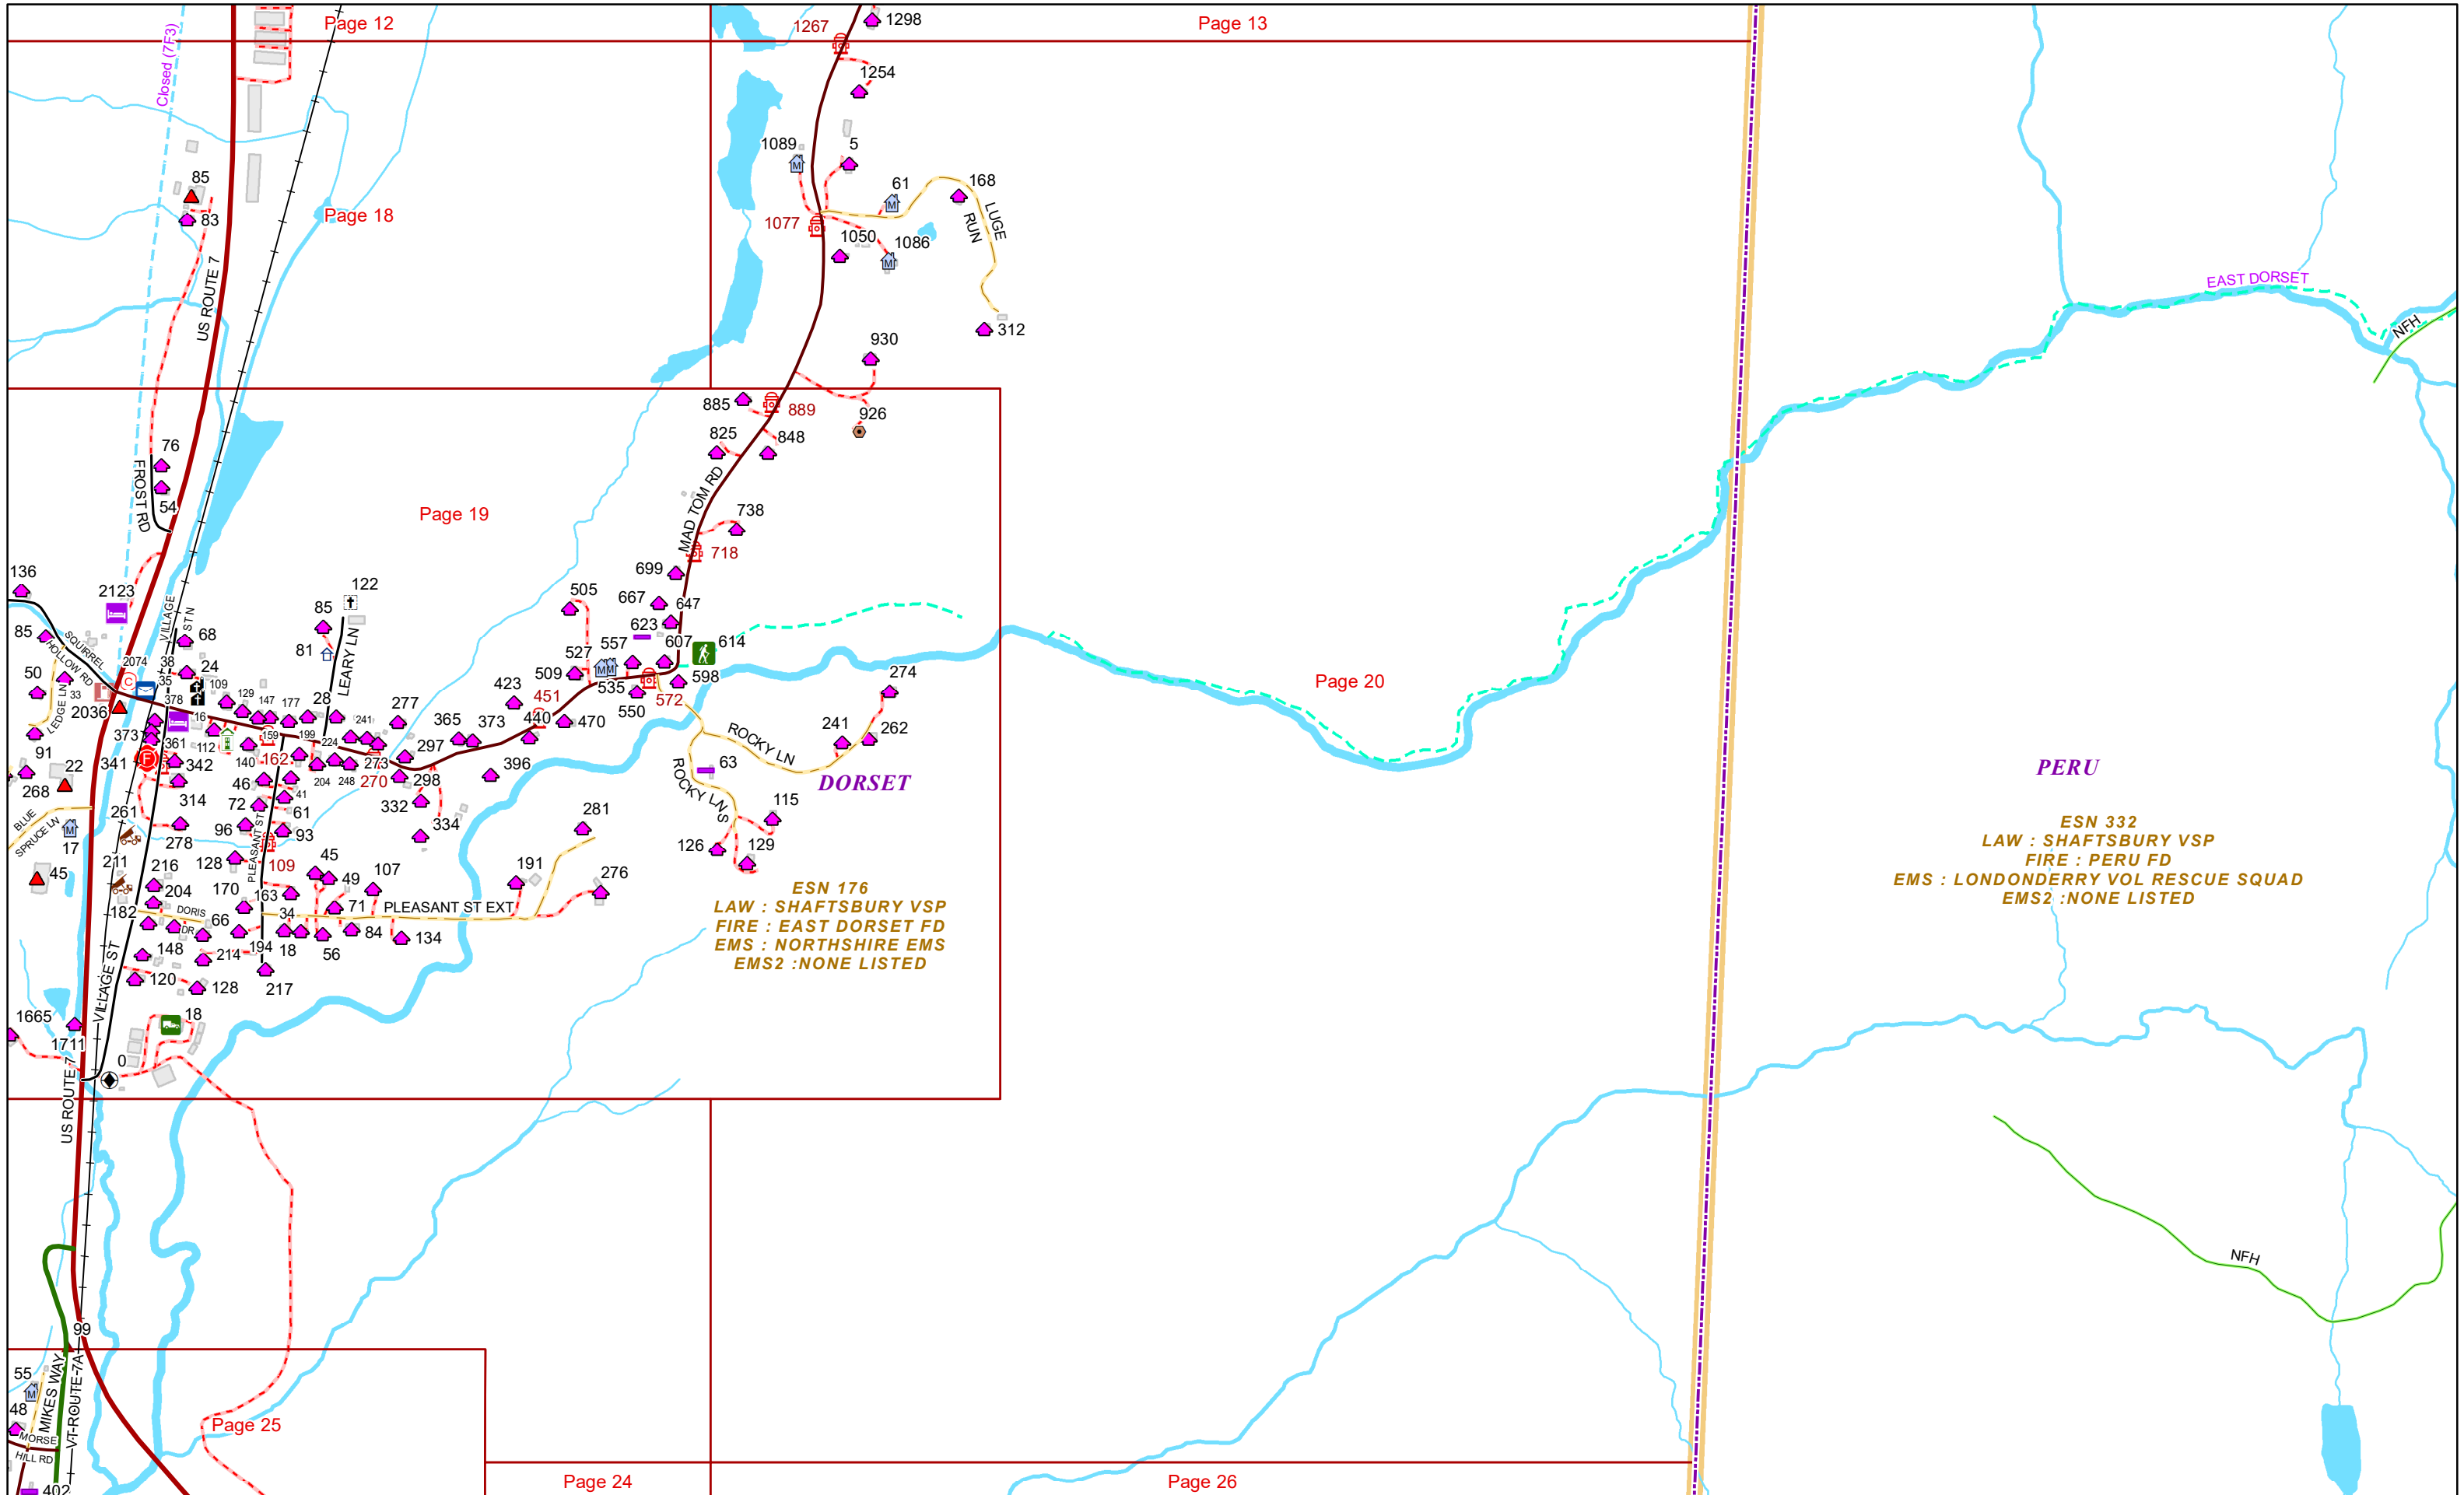 Page 12
1267
1298
Page 13
Closed (7F3)
1254
1089
5
85
61
168
83
Page 18
1077
LUGE
RUN
1050
1086
US ROUTE 7
EAST DORSET
NFH
312
930
885
889
926
825
848
76
FROST RD
54
Page 19
MAD TOM RD
738
718
136
699
2123
122
505
667
647
VILLAGE
ST N
85
85
68
623
SQUIRREL
HOLLOW RD
81
557
607
614
LEARY LN
2074
38
24
50
527
509
274
33
35
109
598
LEDGE LN
129
535
Page 20
378
147
177
28
277
423
451
550
572
2036
16
241
365
373
440
470
373
159
199
241
262
361
112
224
297
ROCKY LN
91
341
342
140
162
273
396
63
DORSET
PERU
22
268
46
204
248
270
298
ROCKY LN S
314
72
41
332
115
261
61
281
BLUE
SPRUCE LN
96
PLEASANT ST
93
334
ESN 332
17
278
LAW : SHAFTSBURY VSP
126
129
FIRE : PERU FD
211
216
128
109
45
107
191
276
EMS : LONDONDERRY VOL RESCUE SQUAD
45
204
170
163
49
ESN 176
EMS2 :NONE LISTED
182
DORIS
DR
66
34
71
PLEASANT ST EXT
LAW : SHAFTSBURY VSP
FIRE : EAST DORSET FD
148
214
194
18
56
84
134
EMS : NORTHSHIRE EMS
EMS2 :NONE LISTED
VILLAGE ST
120
128
217
1665
18
1711
0
US ROUTE 7
NFH
99
55
MIKES WAY
VT-ROUTE-7A
48
MORSE
HILL RD
Page 25
402
Page 24
Page 26